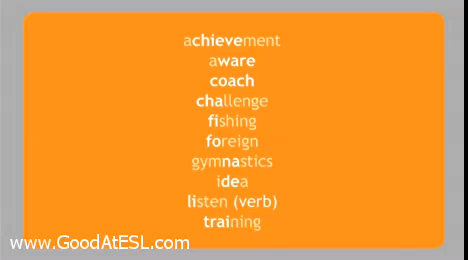 achievement
aware
coach
challenge
fishing
foreign
gymnastics
idea
listen (verb)
training
www.GoodAtESL.com